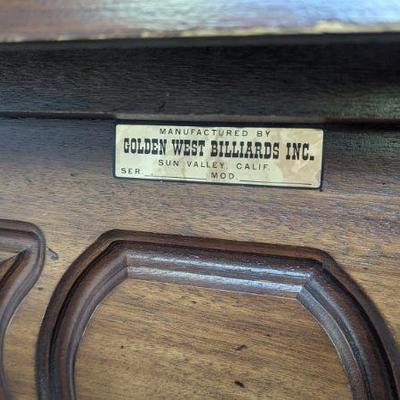 MANUFACTURED BY
GOLDEN WEST BILLIARDS INC.
SUN VALLEY, CALIF.
SER. MOD.